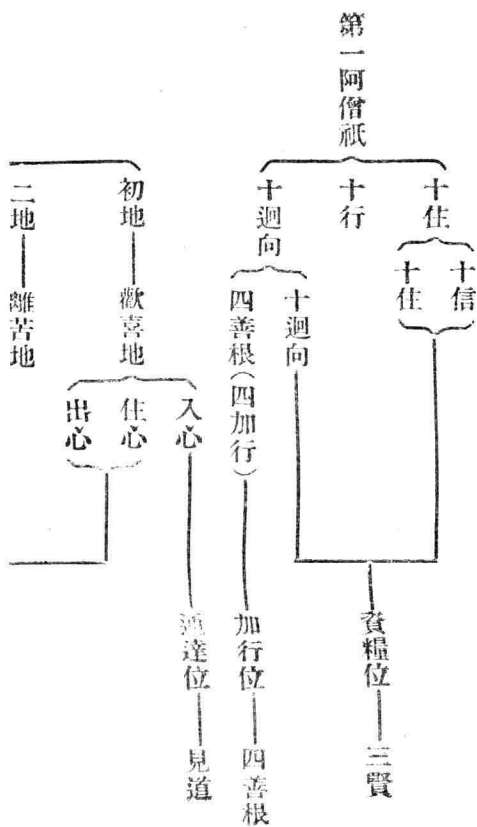 第一阿僧祇
十住
十信
十住
十行
十迴向
十迴向
四善根(四加行)
資糧位
三賢
加行位
四善根
初地
歡喜地
入心
住心
出心
通達位
見道
二地
離苦地